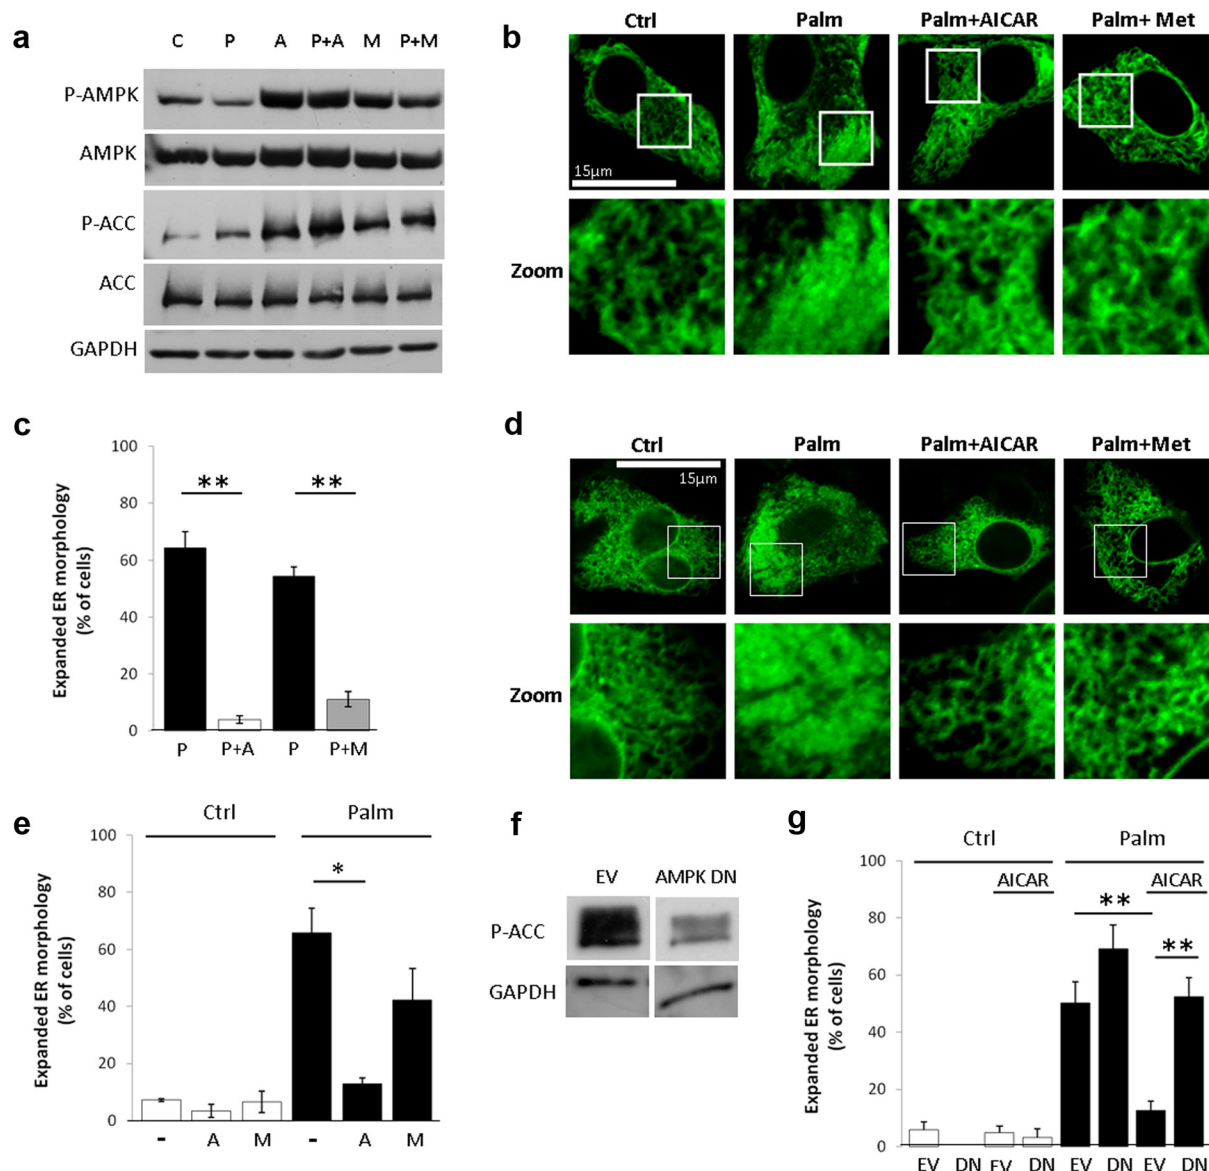 a
C P A P+A M P+M
P-AMPK
AMPK
P-ACC
ACC
GAPDH
b
Ctrl Palm Palm+AICAR Palm+ Met
15µm
Zoom
c
Expanded ER morphology
(% of cells)
100
80
60
40
20
0
** **
P P+A P P+M
d
Ctrl Palm Palm+AICAR Palm+Met
15µm
Zoom
e
Ctrl Palm
Expanded ER morphology
(% of cells)
100
80
60
40
20
0
*
- A M - A M
f
EV AMPK DN
P-ACC
GAPDH
g
Ctrl Palm
AICAR AICAR
Expanded ER morphology
(% of cells)
100
80
60
40
20
0
** **
EV DN EV DN EV DN EV DN